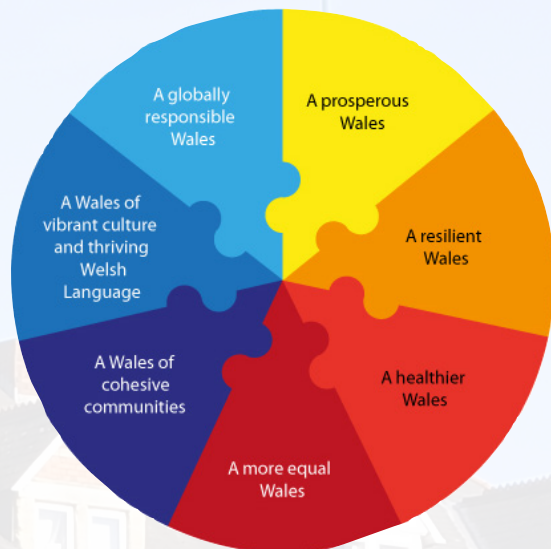 A prosperous
Wales
A resilient
Wales
A healthier
Wales
A more equal
Wales
A Wales of
cohesive
communities
A Wales of
vibrant culture
and thriving
Welsh
Language
A globally
responsible
Wales